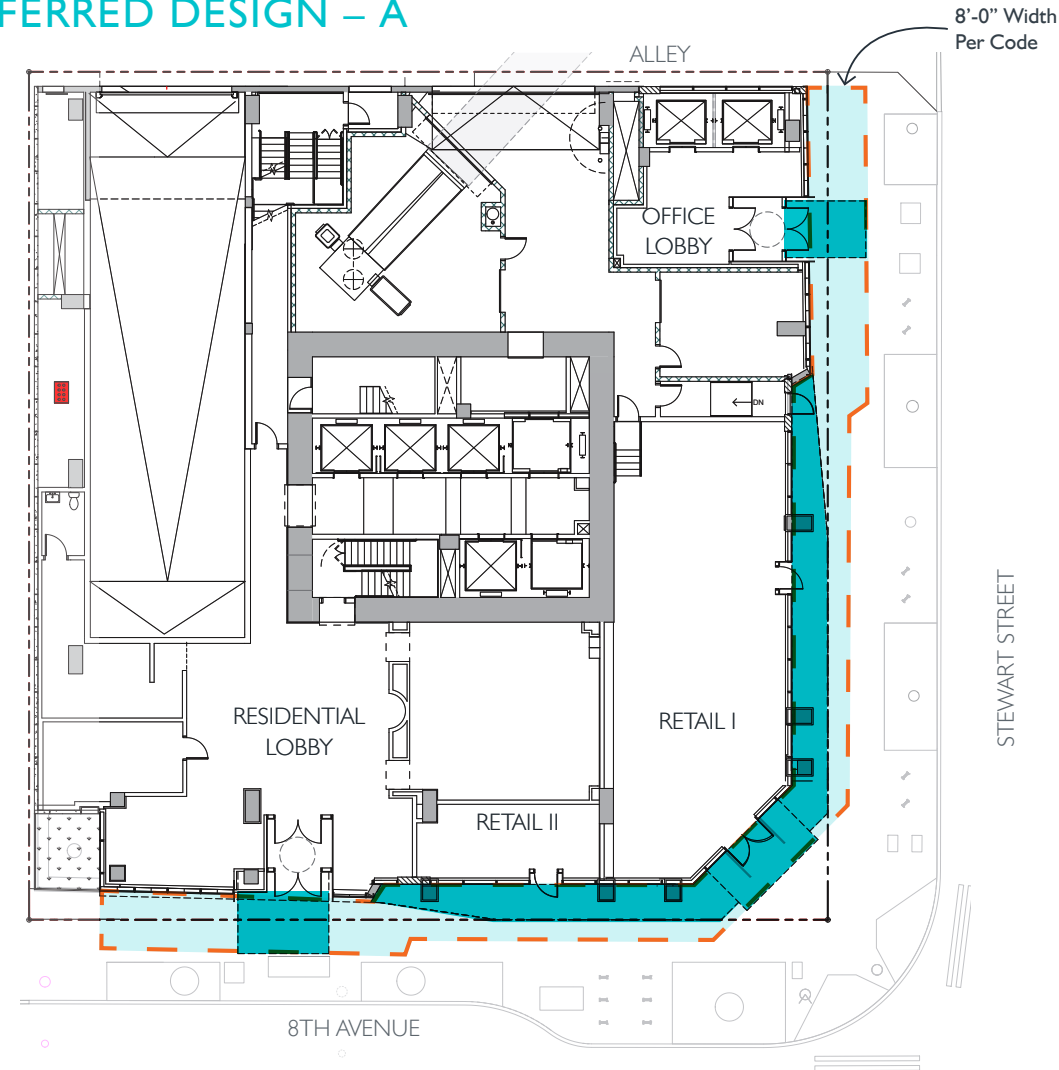 FERRED DESIGN – A
8’-0” Width
Per Code
ALLEY
OFFICE
LOBBY
DN
STEWART STREET
RESIDENTIAL
LOBBY
RETAIL I
RETAIL II
8TH AVENUE